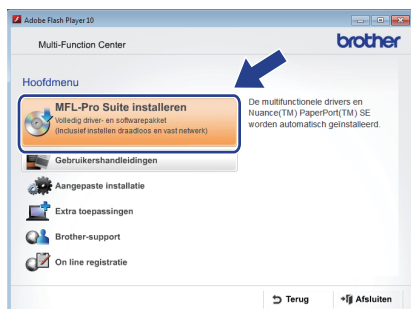 Adobe Flash Player 10
Multi-Function Center
brother
Hoofdmenu
MFL-Pro Suite installeren
Volledig driver- en softwarepakket
(Inclusief instellen draadloos en vast netwerk)
De multifunctionele drivers en
Nuance(TM) PaperPort(TM) SE
worden automatisch geïnstalleerd.
Gebruikershandleidingen
Aangepaste installatie
Extra toepassingen
Brother-support
On line registratie
Terug
Afsluiten